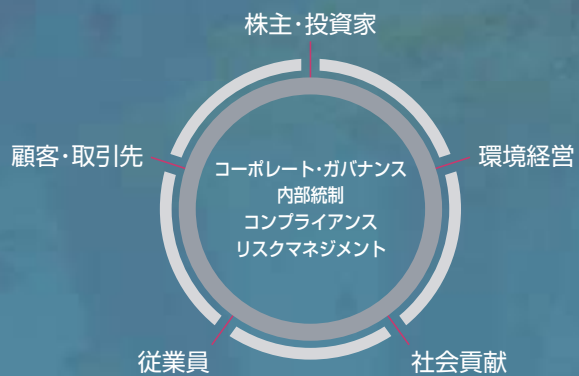 株主・投資家
顧客・取引先
環境経営
コーポレート・ガバナンス
内部統制
コンプライアンス
リスクマネジメント
従業員
社会貢献